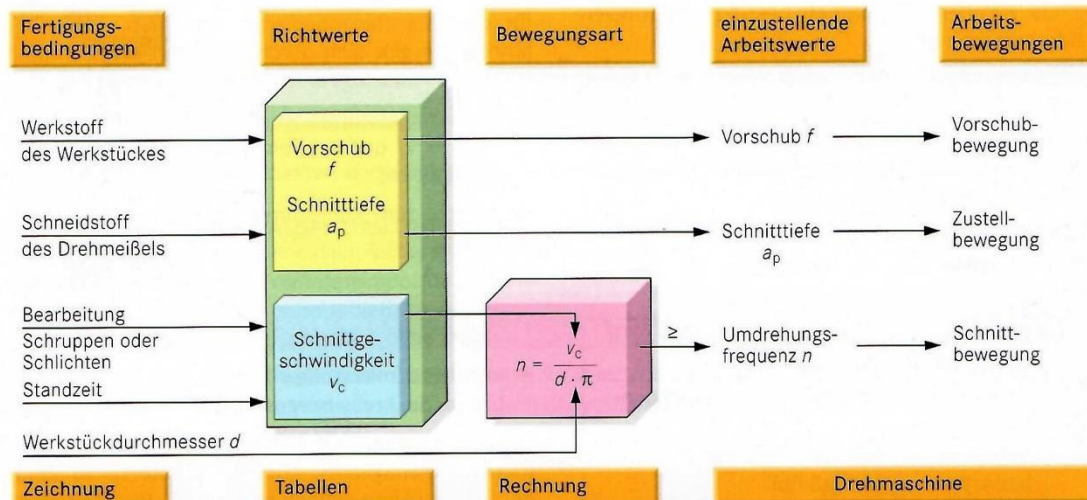 Fertigungs-
bedingungen
Richtwerte
Bewegungsart
einzustellende
Arbeitswerte
Arbeits-
bewegungen
Werkstoff
des Werkstückes
Vorschub
f
Schnitttiefe
ap
Vorschub f
Vorschub-
bewegung
Schneidstoff
des Drehmeißels
Schnitttiefe
ap
Zustell-
bewegung
Bearbeitung
Schruppen oder
Schlichten
Standzeit
Schnittge-
schwindigkeit
vc
n = vc / d · π
≥
Umdrehungs-
frequenz n
Schnitt-
bewegung
Werkstückdurchmesser d
Zeichnung
Tabellen
Rechnung
Drehmaschine